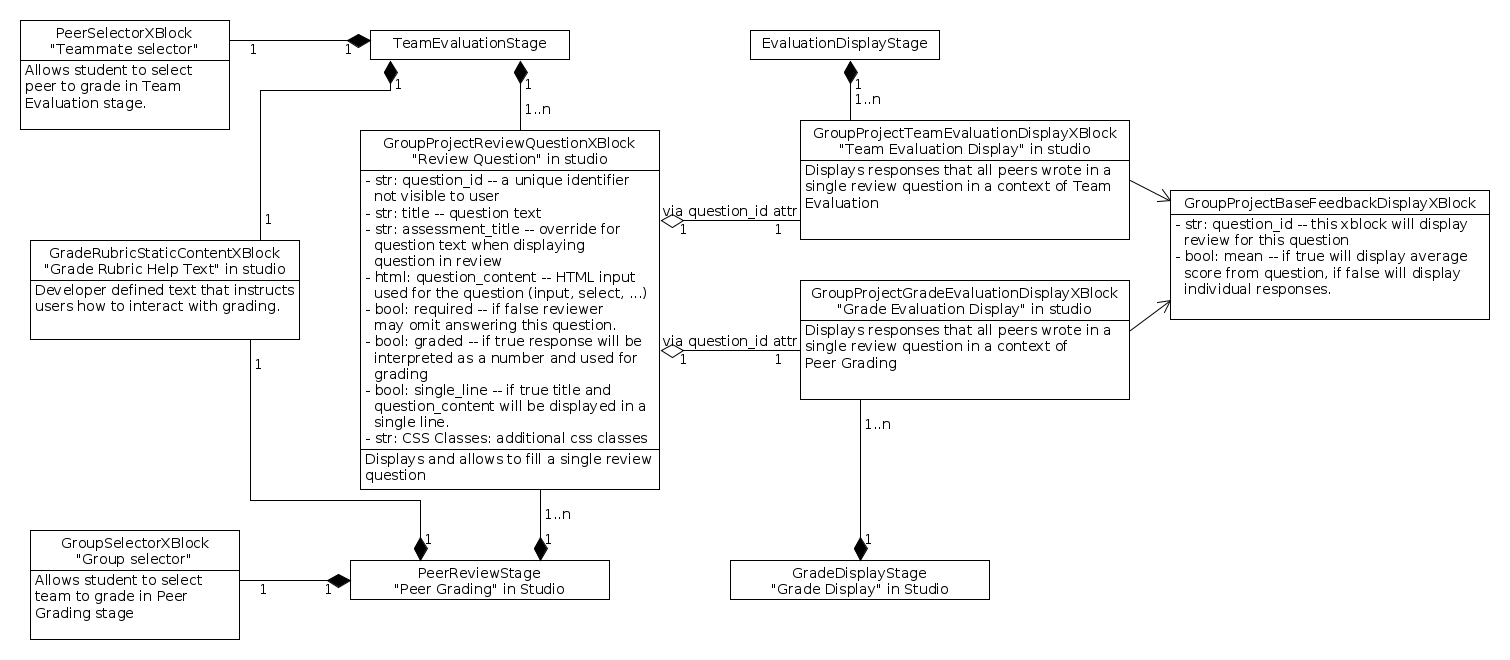 PeerSelectorXBlock
"Teammate selector"
Allows student to select
peer to grade in Team
Evaluation stage.
1
1
TeamEvaluationStage
1
1
1..n
1
EvaluationDisplayStage
1
1..n
GroupProjectReviewQuestionXBlock
"Review Question" in studio
- str: question_id -- a unique identifier
not visible to user
- str: title -- question text
- str: assessment_title -- override for
question text when displaying
question in review
- html: question_content -- HTML input
used for the question (input, select, ...)
- bool: required -- if false reviewer
may omit answering this question.
- bool: graded -- if true response will be
interpreted as a number and used for
grading
- bool: single_line -- if true title and
question_content will be displayed in a
single line.
- str: CSS Classes: additional css classes
Displays and allows to fill a single review
question
GroupProjectTeamEvaluationDisplayXBlock
"Team Evaluation Display" in studio
Displays responses that all peers wrote in a
single review question in a context of Team
Evaluation
via question_id attr
1
1
GroupProjectBaseFeedbackDisplayXBlock
- str: question_id -- this xblock will display
review for this question
- bool: mean -- if true will display average
score from question, if false will display
individual responses.
GradeRubricStaticContentXBlock
"Grade Rubric Help Text" in studio
Developer defined text that instructs
users how to interact with grading.
1
GroupProjectGradeEvaluationDisplayXBlock
"Grade Evaluation Display" in studio
Displays responses that all peers wrote in a
single review question in a context of
Peer Grading
via question_id attr
1
1
1..n
1
1..n
1
1
GroupSelectorXBlock
"Group selector"
Allows student to select
team to grade in Peer
Grading stage
1
1
PeerReviewStage
"Peer Grading" in Studio
GradeDisplayStage
"Grade Display" in Studio